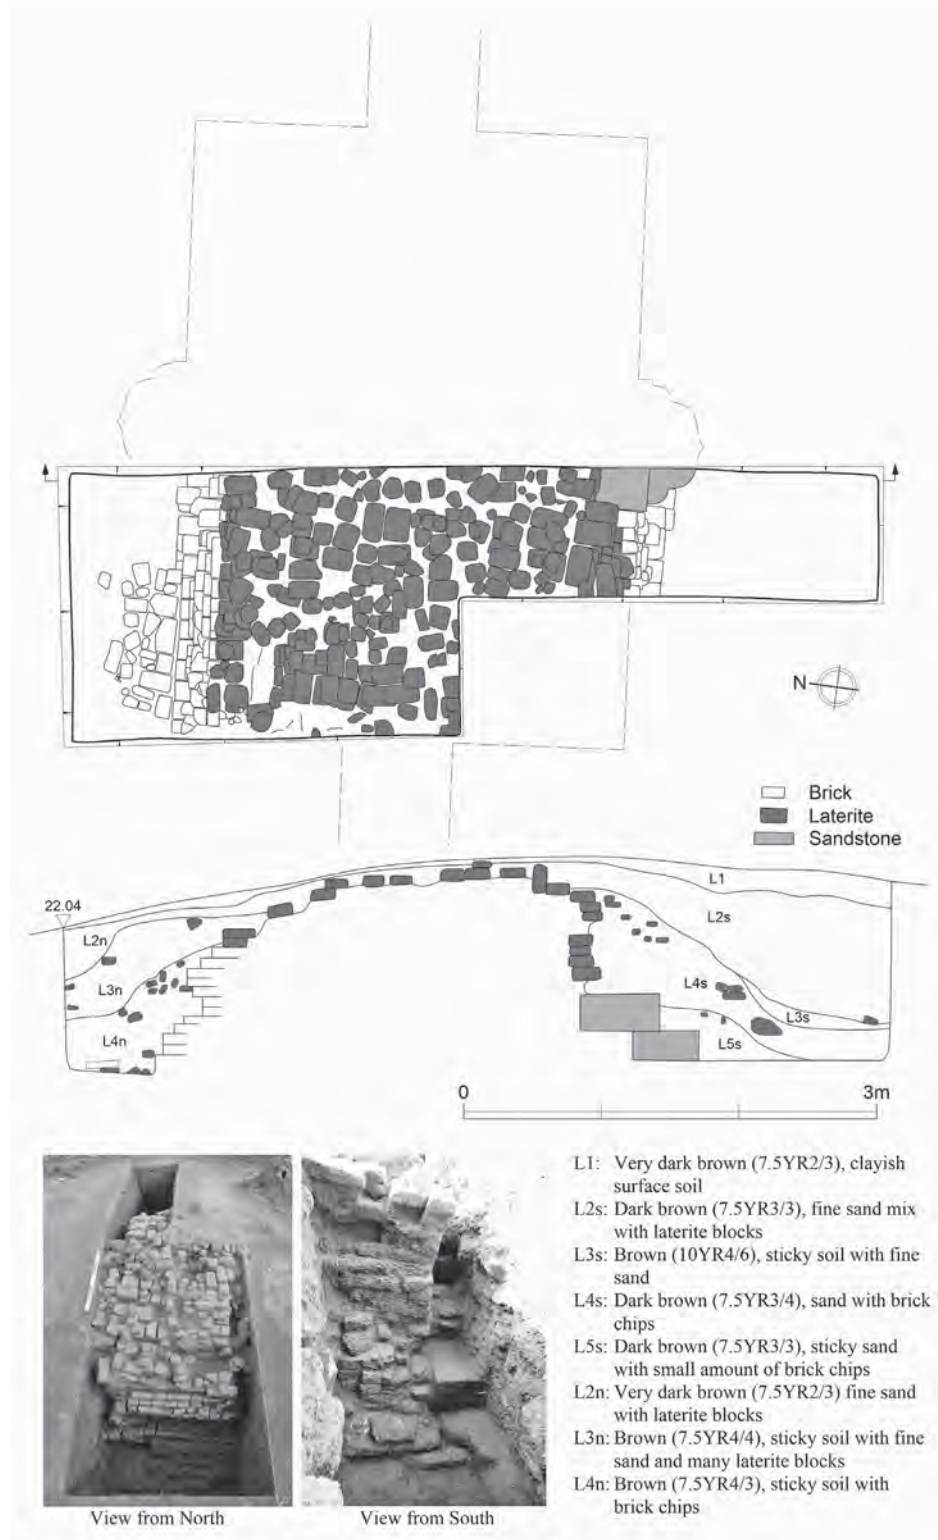 N
Brick
Laterite
Sandstone
22.04
L1
L2n
L2s
L3n
L4s
L3s
L4n
L5s
0 3m
L1: Very dark brown (7.5YR2/3), clayish
surface soil
L2s: Dark brown (7.5YR3/3), fine sand mix
with laterite blocks
L3s: Brown (10YR4/6), sticky soil with fine
sand
L4s: Dark brown (7.5YR3/4), sand with brick
chips
L5s: Dark brown (7.5YR3/3), sticky sand
with small amount of brick chips
L2n: Very dark brown (7.5YR2/3) fine sand
with laterite blocks
L3n: Brown (7.5YR4/4), sticky soil with fine
sand and many laterite blocks
L4n: Brown (7.5YR4/3), sticky soil with
brick chips
View from North
View from South